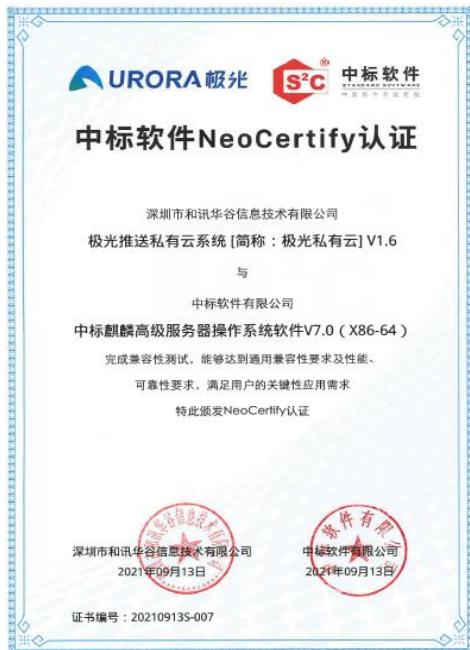 URORA极光
S²C®
中标软件
STANDARD SOFTWARE
中标软件NeoCertify认证
深圳市和讯华谷信息技术有限公司
极光推送私有云系统 [简称：极光私有云] V1.6
与
中标软件有限公司
中标麒麟高级服务器操作系统软件V7.0（X86-64）
完成兼容性测试，能够达到通用兼容性要求及性能、
可靠性要求，满足用户的关键性应用需求
特此颁发NeoCertify认证
深圳市和讯华谷信息技术有限公司
2021年09月13日
中标软件有限公司
2021年09月13日
证书编号：20210913S-007